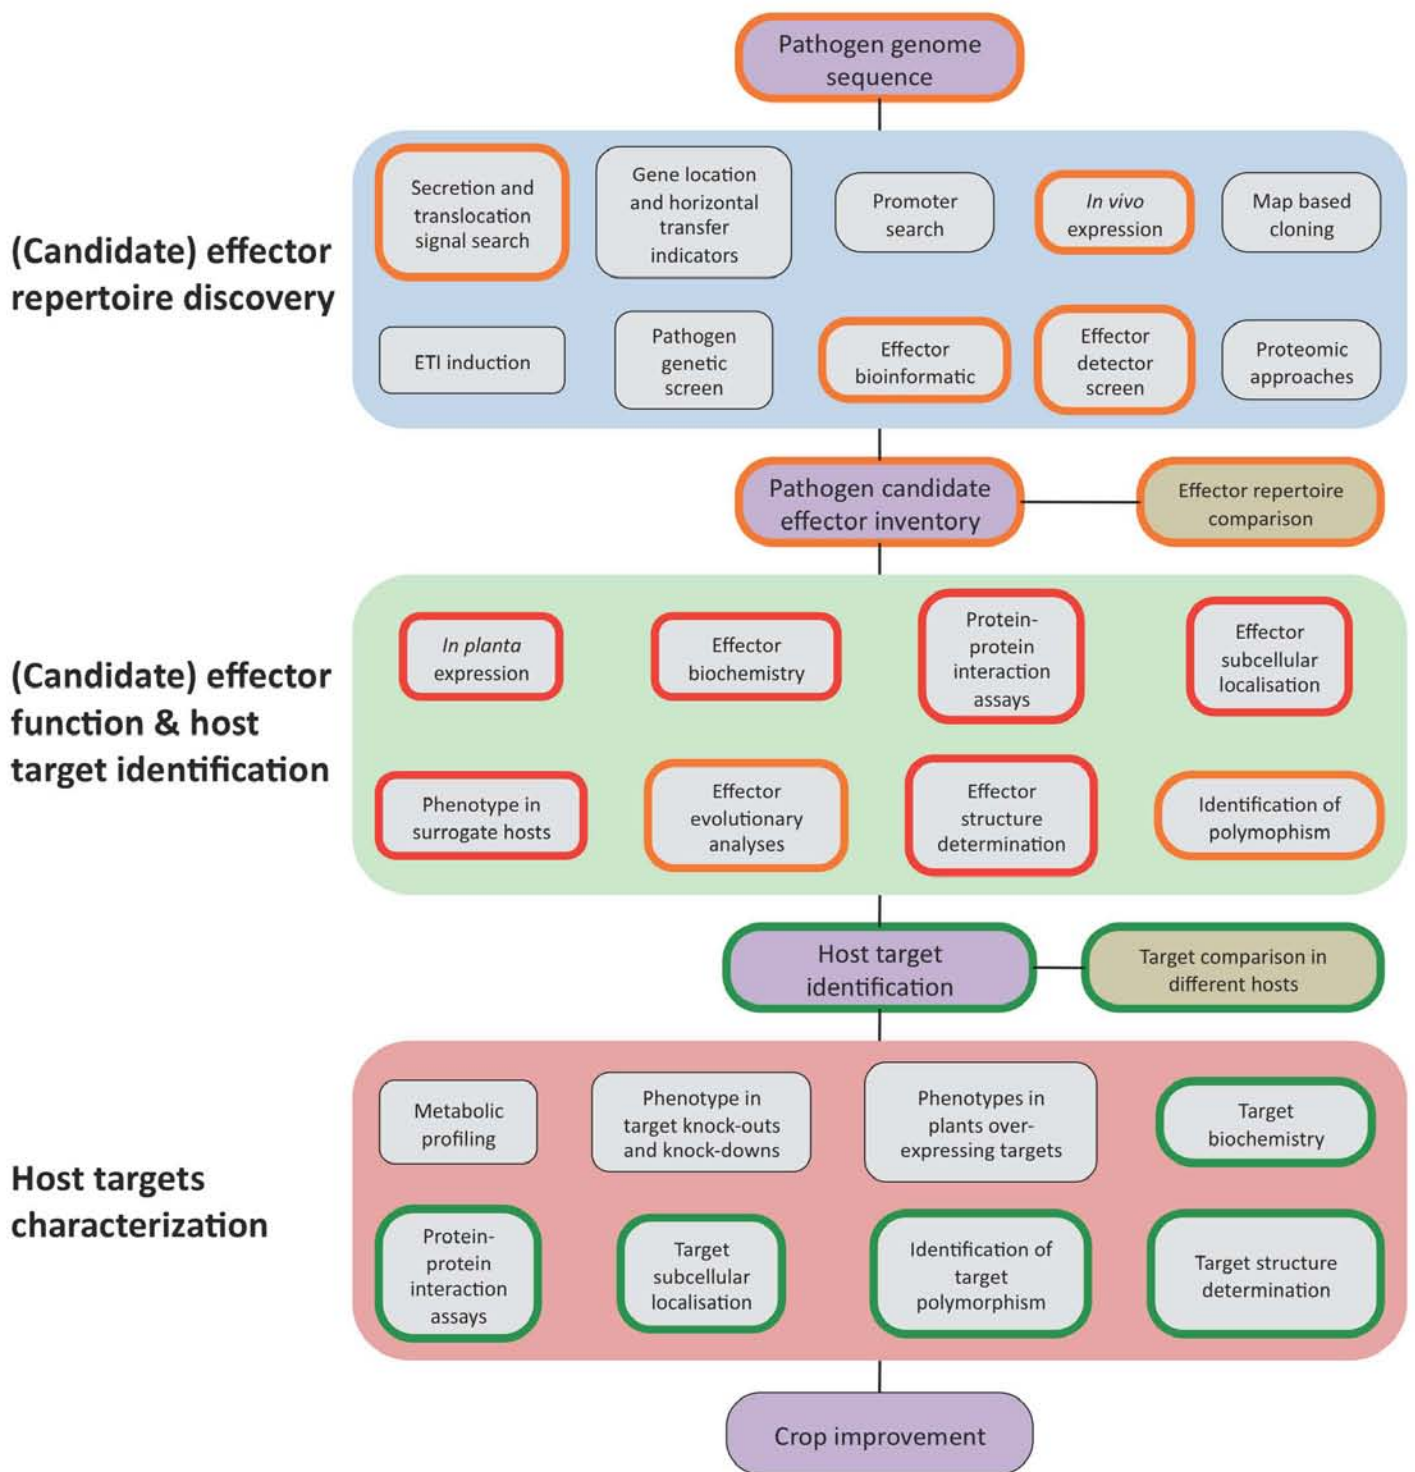 Pathogen genome
sequence
(Candidate) effector
repertoire discovery
Secretion and
translocation
signal search
Gene location
and horizontal
transfer
indicators
Promoter
search
In vivo
expression
Map based
cloning
ETI induction
Pathogen
genetic
screen
Effector
bioinformatic
Effector
detector
screen
Proteomic
approaches
Pathogen candidate
effector inventory
Effector repertoire
comparison
(Candidate) effector
function & host
target identification
In planta
expression
Effector
biochemistry
Protein-
protein
interaction
assays
Effector
subcellular
localisation
Phenotype in
surrogate hosts
Effector
evolutionary
analyses
Effector
structure
determination
Identification of
polymophism
Host target
identification
Target comparison in
different hosts
Host targets
characterization
Metabolic
profiling
Phenotype in
target knock-outs
and knock-downs
Phenotypes in
plants over-
expressing targets
Target
biochemistry
Protein-
protein
interaction
assays
Target
subcellular
localisation
Identification of
target
polymorphism
Target structure
determination
Crop improvement